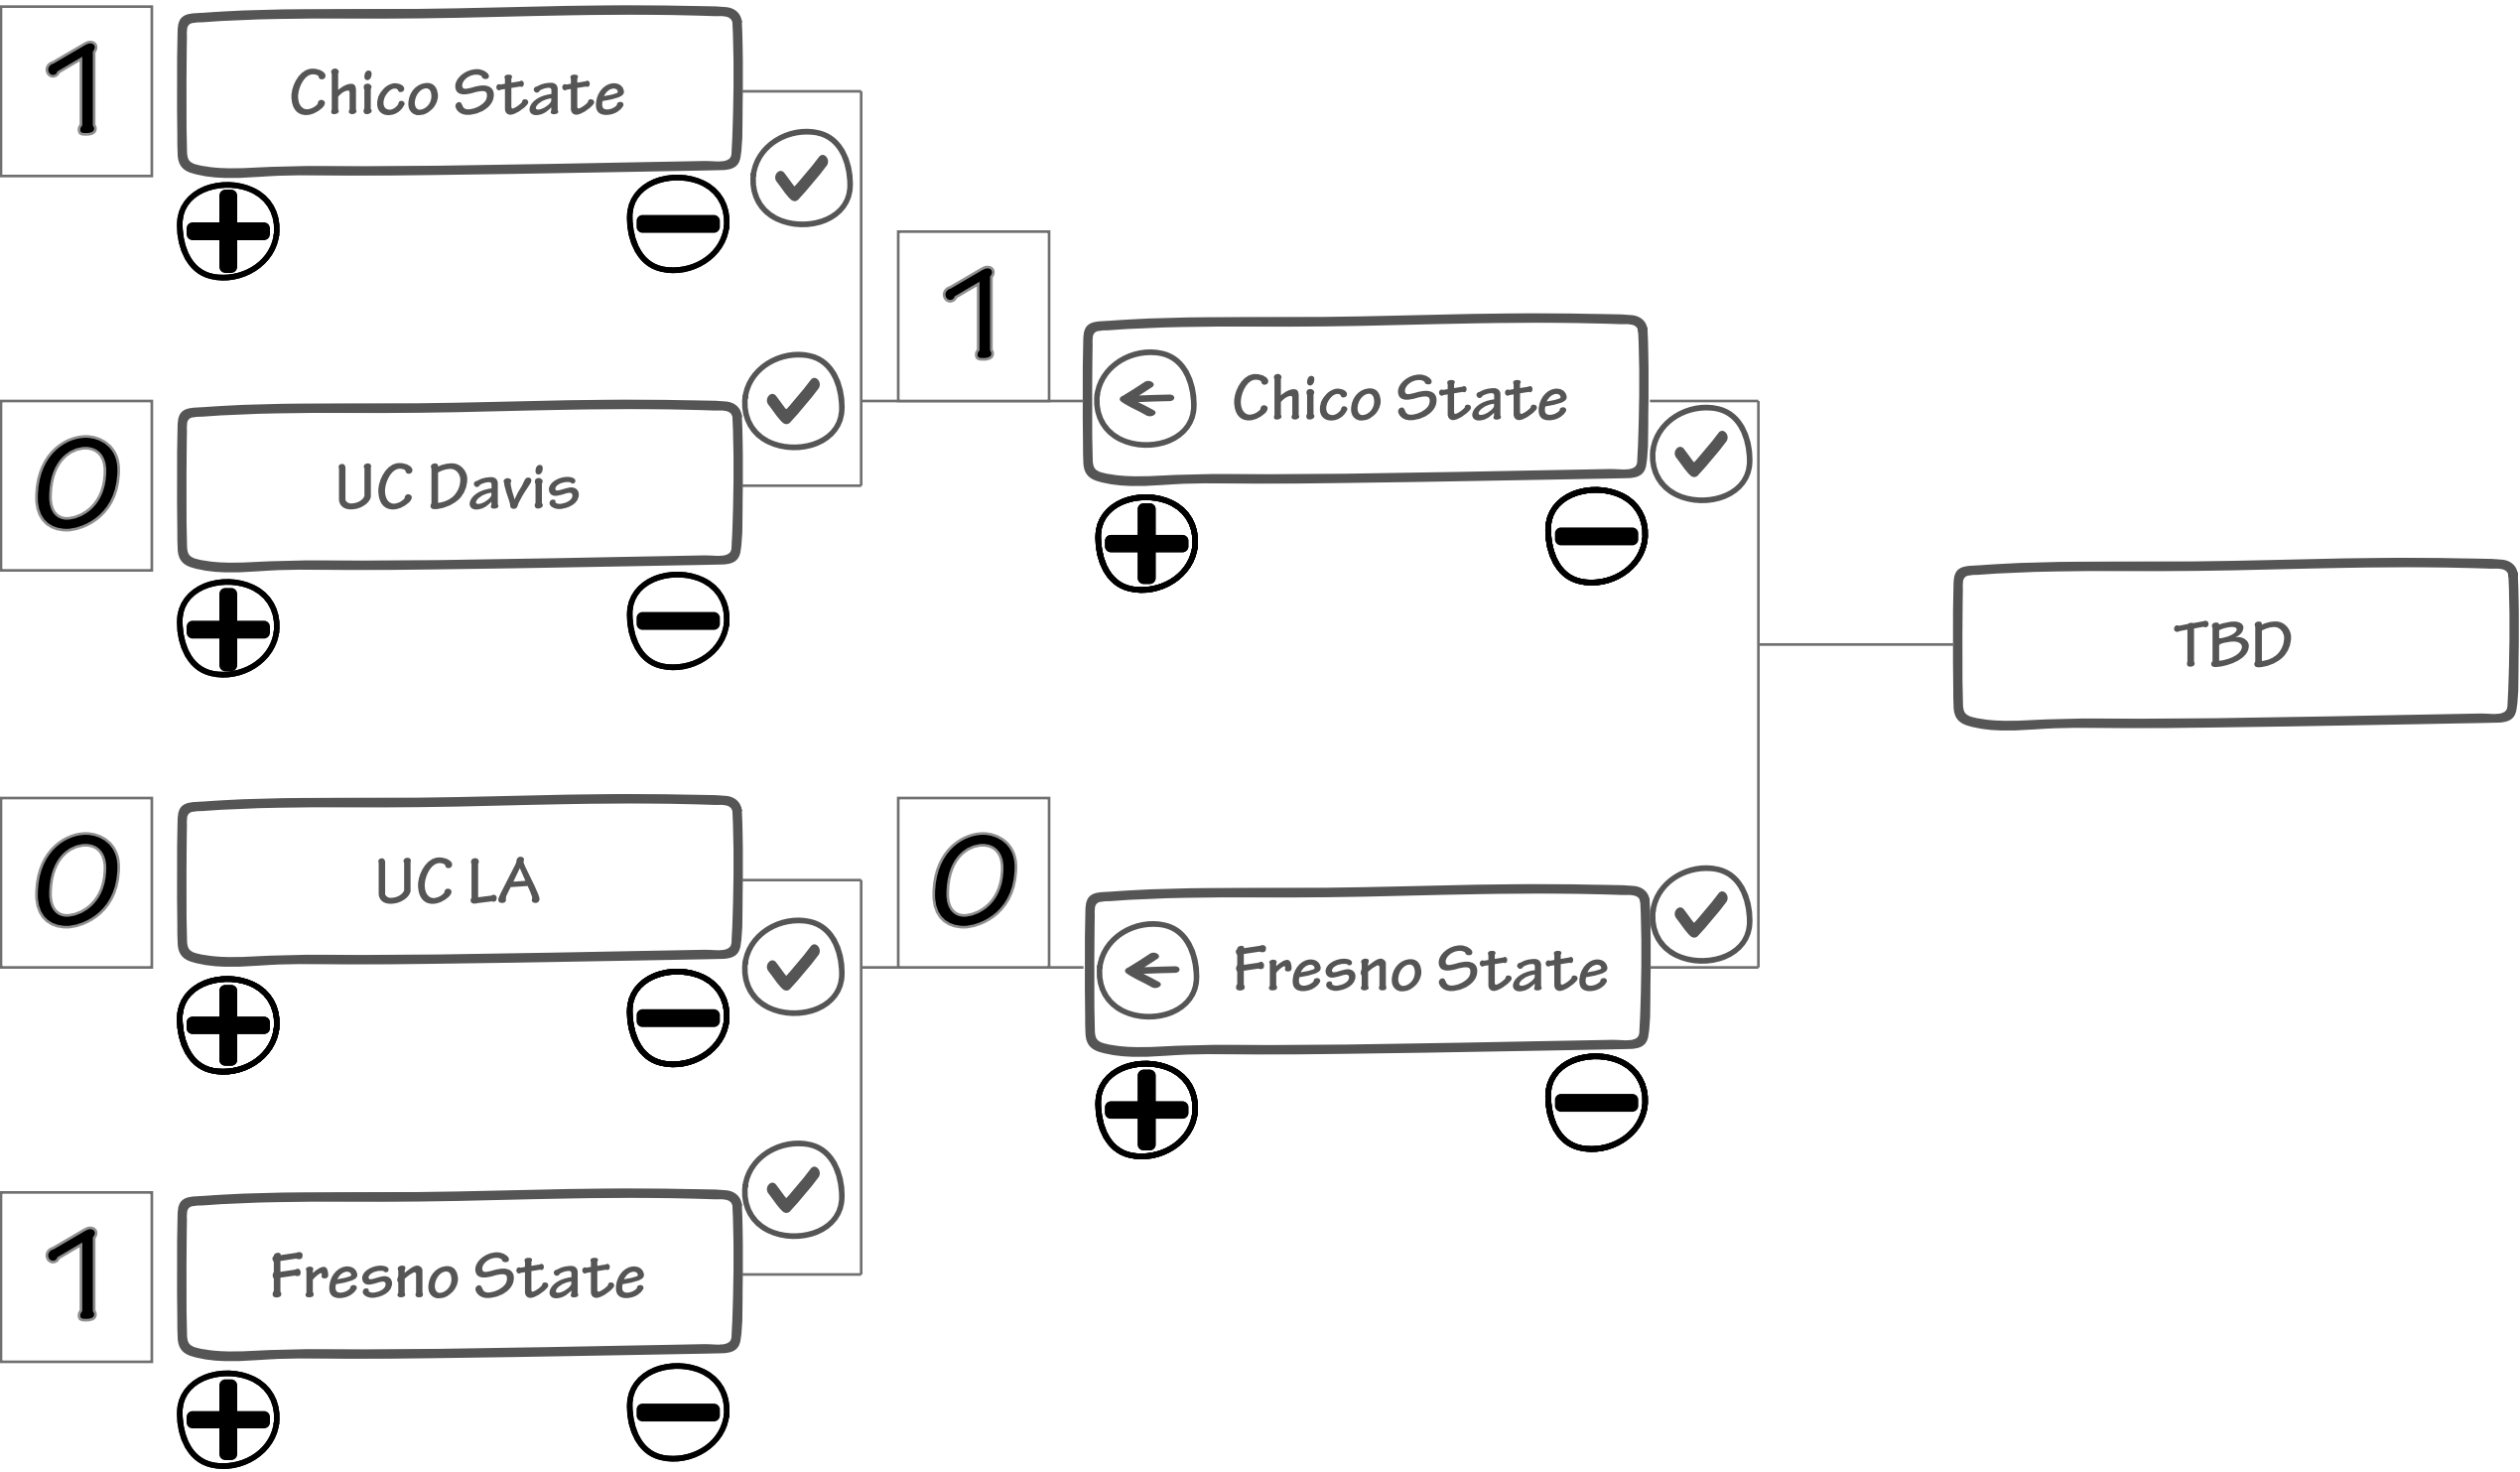 1
Chico State
0
UC Davis
0
UC LA
1
Fresno State
1
Chico State
0
Fresno State
TBD